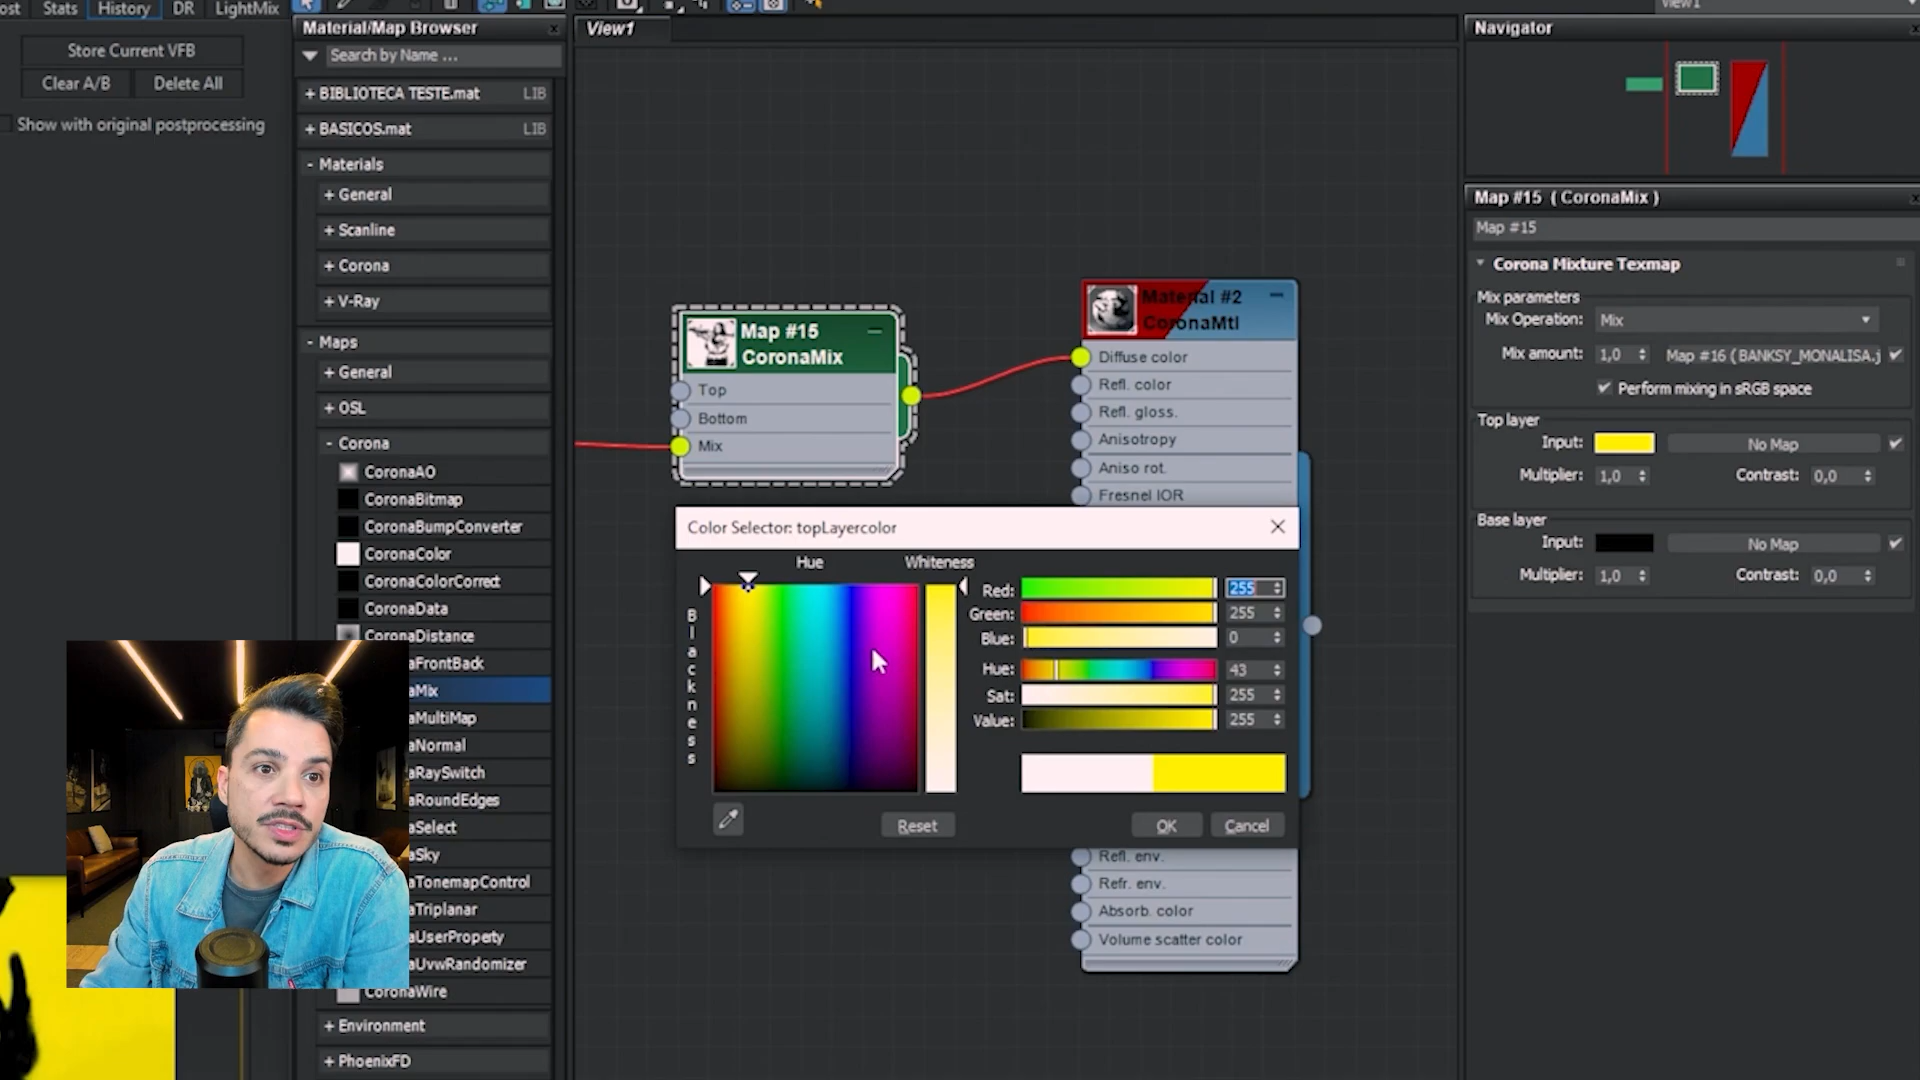 ost Stats History DR LightMix
Store Current VFB
Clear A/B Delete All
Show with original postprocessing
Material/Map Browser
Search by Name ...
+ BIBLIOTECA TESTE.mat LIB
+ BASICOS.mat LIB
- Materials
+ General
+ Scanline
+ Corona
+ V-Ray
- Maps
+ General
+ OSL
- Corona
CoronaAO
CoronaBitmap
CoronaBumpConverter
CoronaColor
CoronaColorCorrect
CoronaData
CoronaDistance
aFrontBack
aMix
aMultiMap
aNormal
aRaySwitch
aRoundEdges
aSelect
aSky
aTonemapControl
aTriplanar
aUserProperty
aUvwRandomizer
CoronaWire
+ Environment
+ PhoenixFD
View1
Map #15
CoronaMix
Top
Bottom
Mix
Material #2
CoronaMtl
Diffuse color
Refl. color
Refl. gloss.
Anisotropy
Aniso rot.
Fresnel IOR
Refl. env.
Refr. env.
Absorb. color
Volume scatter color
Color Selector: topLayercolor
Hue Whiteness
Blackness
Red: 255
Green: 255
Blue: 0
Hue: 43
Sat: 255
Value: 255
Reset OK Cancel
View1
Navigator
Map #15 ( CoronaMix )
Map #15
Corona Mixture Texmap
Mix parameters
Mix Operation: Mix
Mix amount: 1,0 Map #16 ( BANKSY_MONALISA.j
Perform mixing in sRGB space
Top layer
Input: No Map
Multiplier: 1,0 Contrast: 0,0
Base layer
Input: No Map
Multiplier: 1,0 Contrast: 0,0